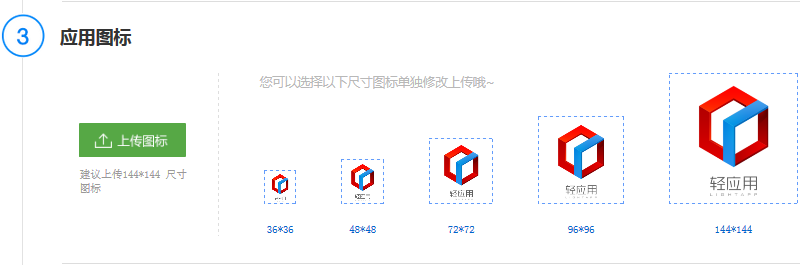 3
应用图标
您可以选择以下尺寸图标单独修改上传哦~
上传图标
建议上传144*144 尺寸
图标
轻应用
轻应用
轻应用
LIGHTAPP
36*36
48*48
72*72
96*96
144*144